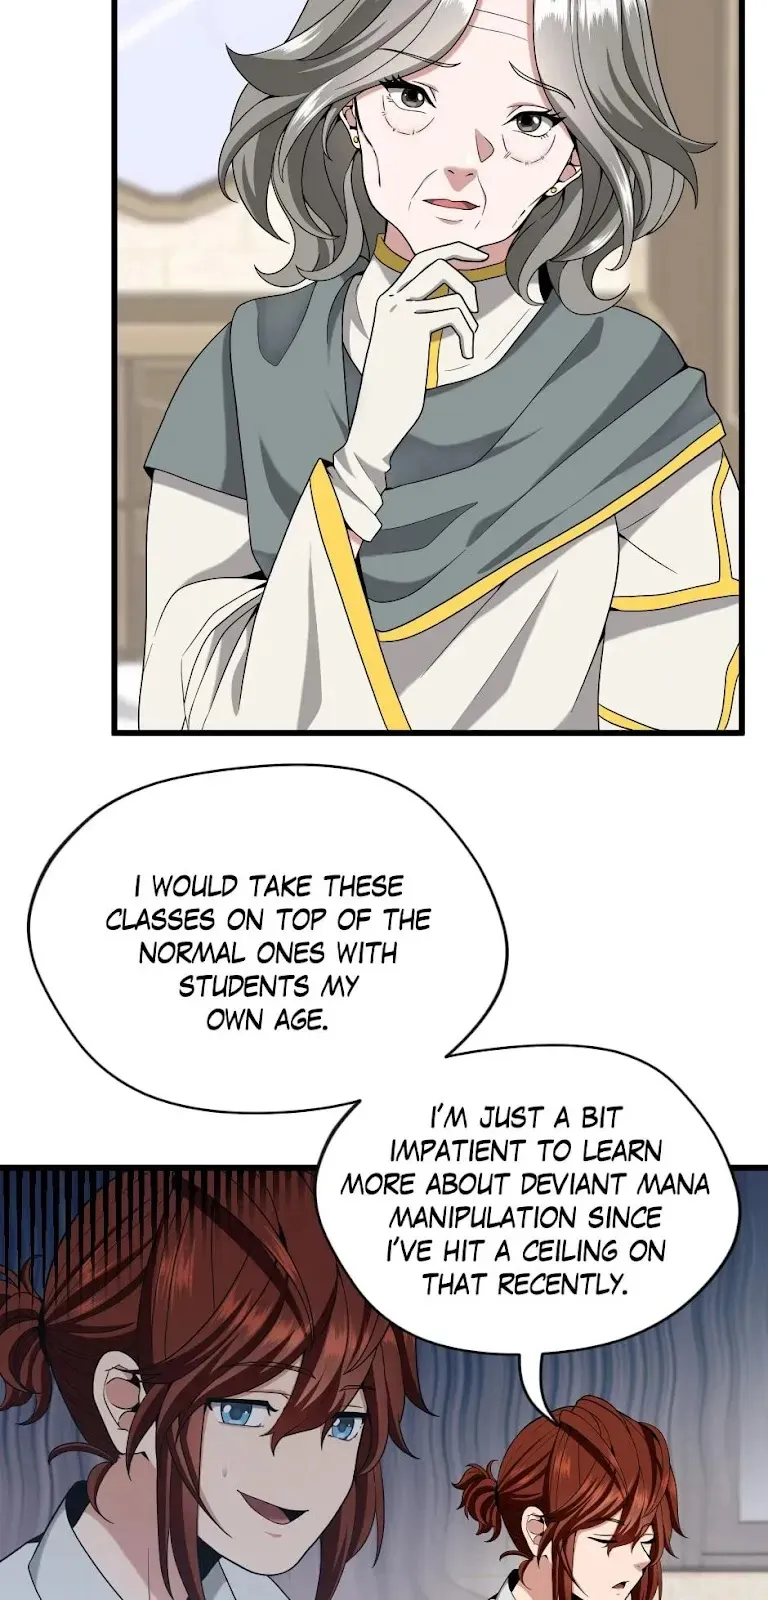 I WOULD TAKE THESE
CLASSES ON TOP OF THE
NORMAL ONES WITH
STUDENTS MY
OWN AGE.
I'M JUST A BIT
IMPATIENT TO LEARN
MORE ABOUT DEVIANT MANA
MANIPULATION SINCE
I'VE HIT A CEILING ON
THAT RECENTLY.